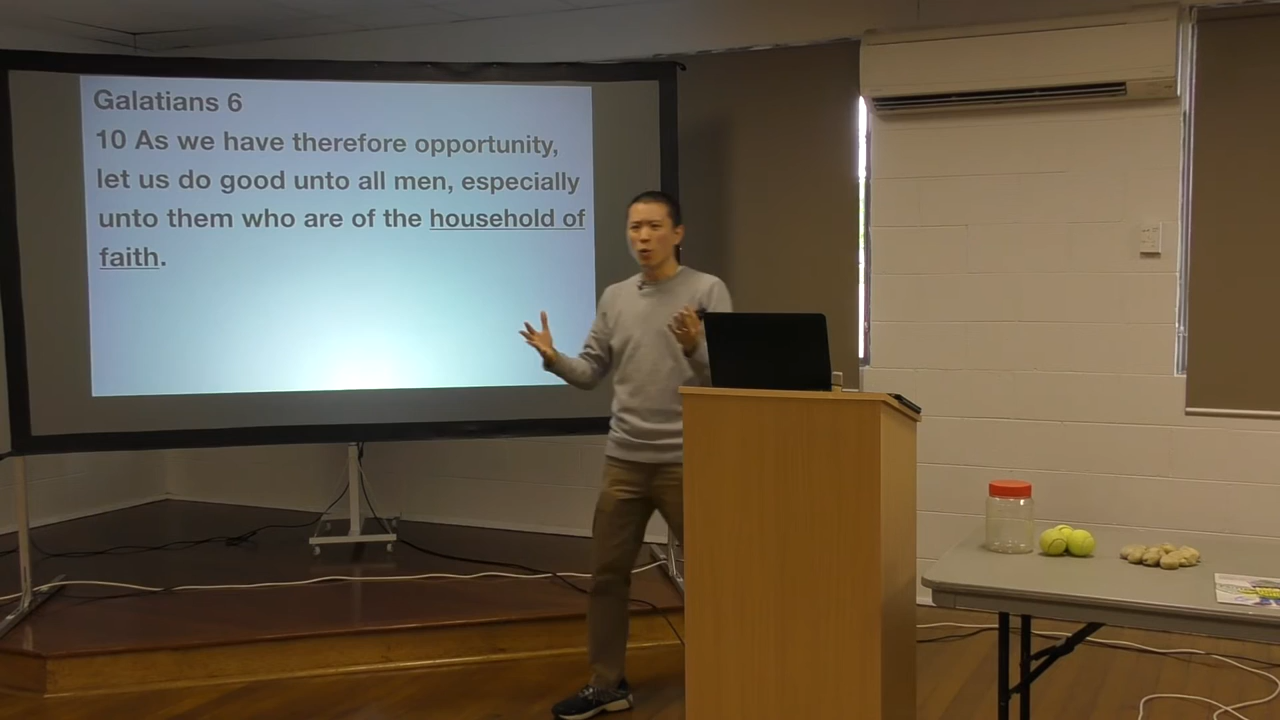 Galatians 6
10 As we have therefore opportunity,
let us do good unto all men, especially
unto them who are of the household of
faith.